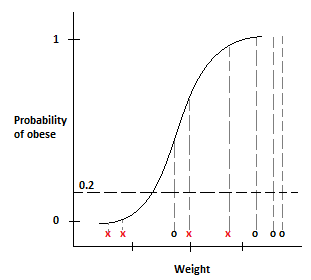 1
Probability
of obese
0.2
0
x x o x x o o o
Weight